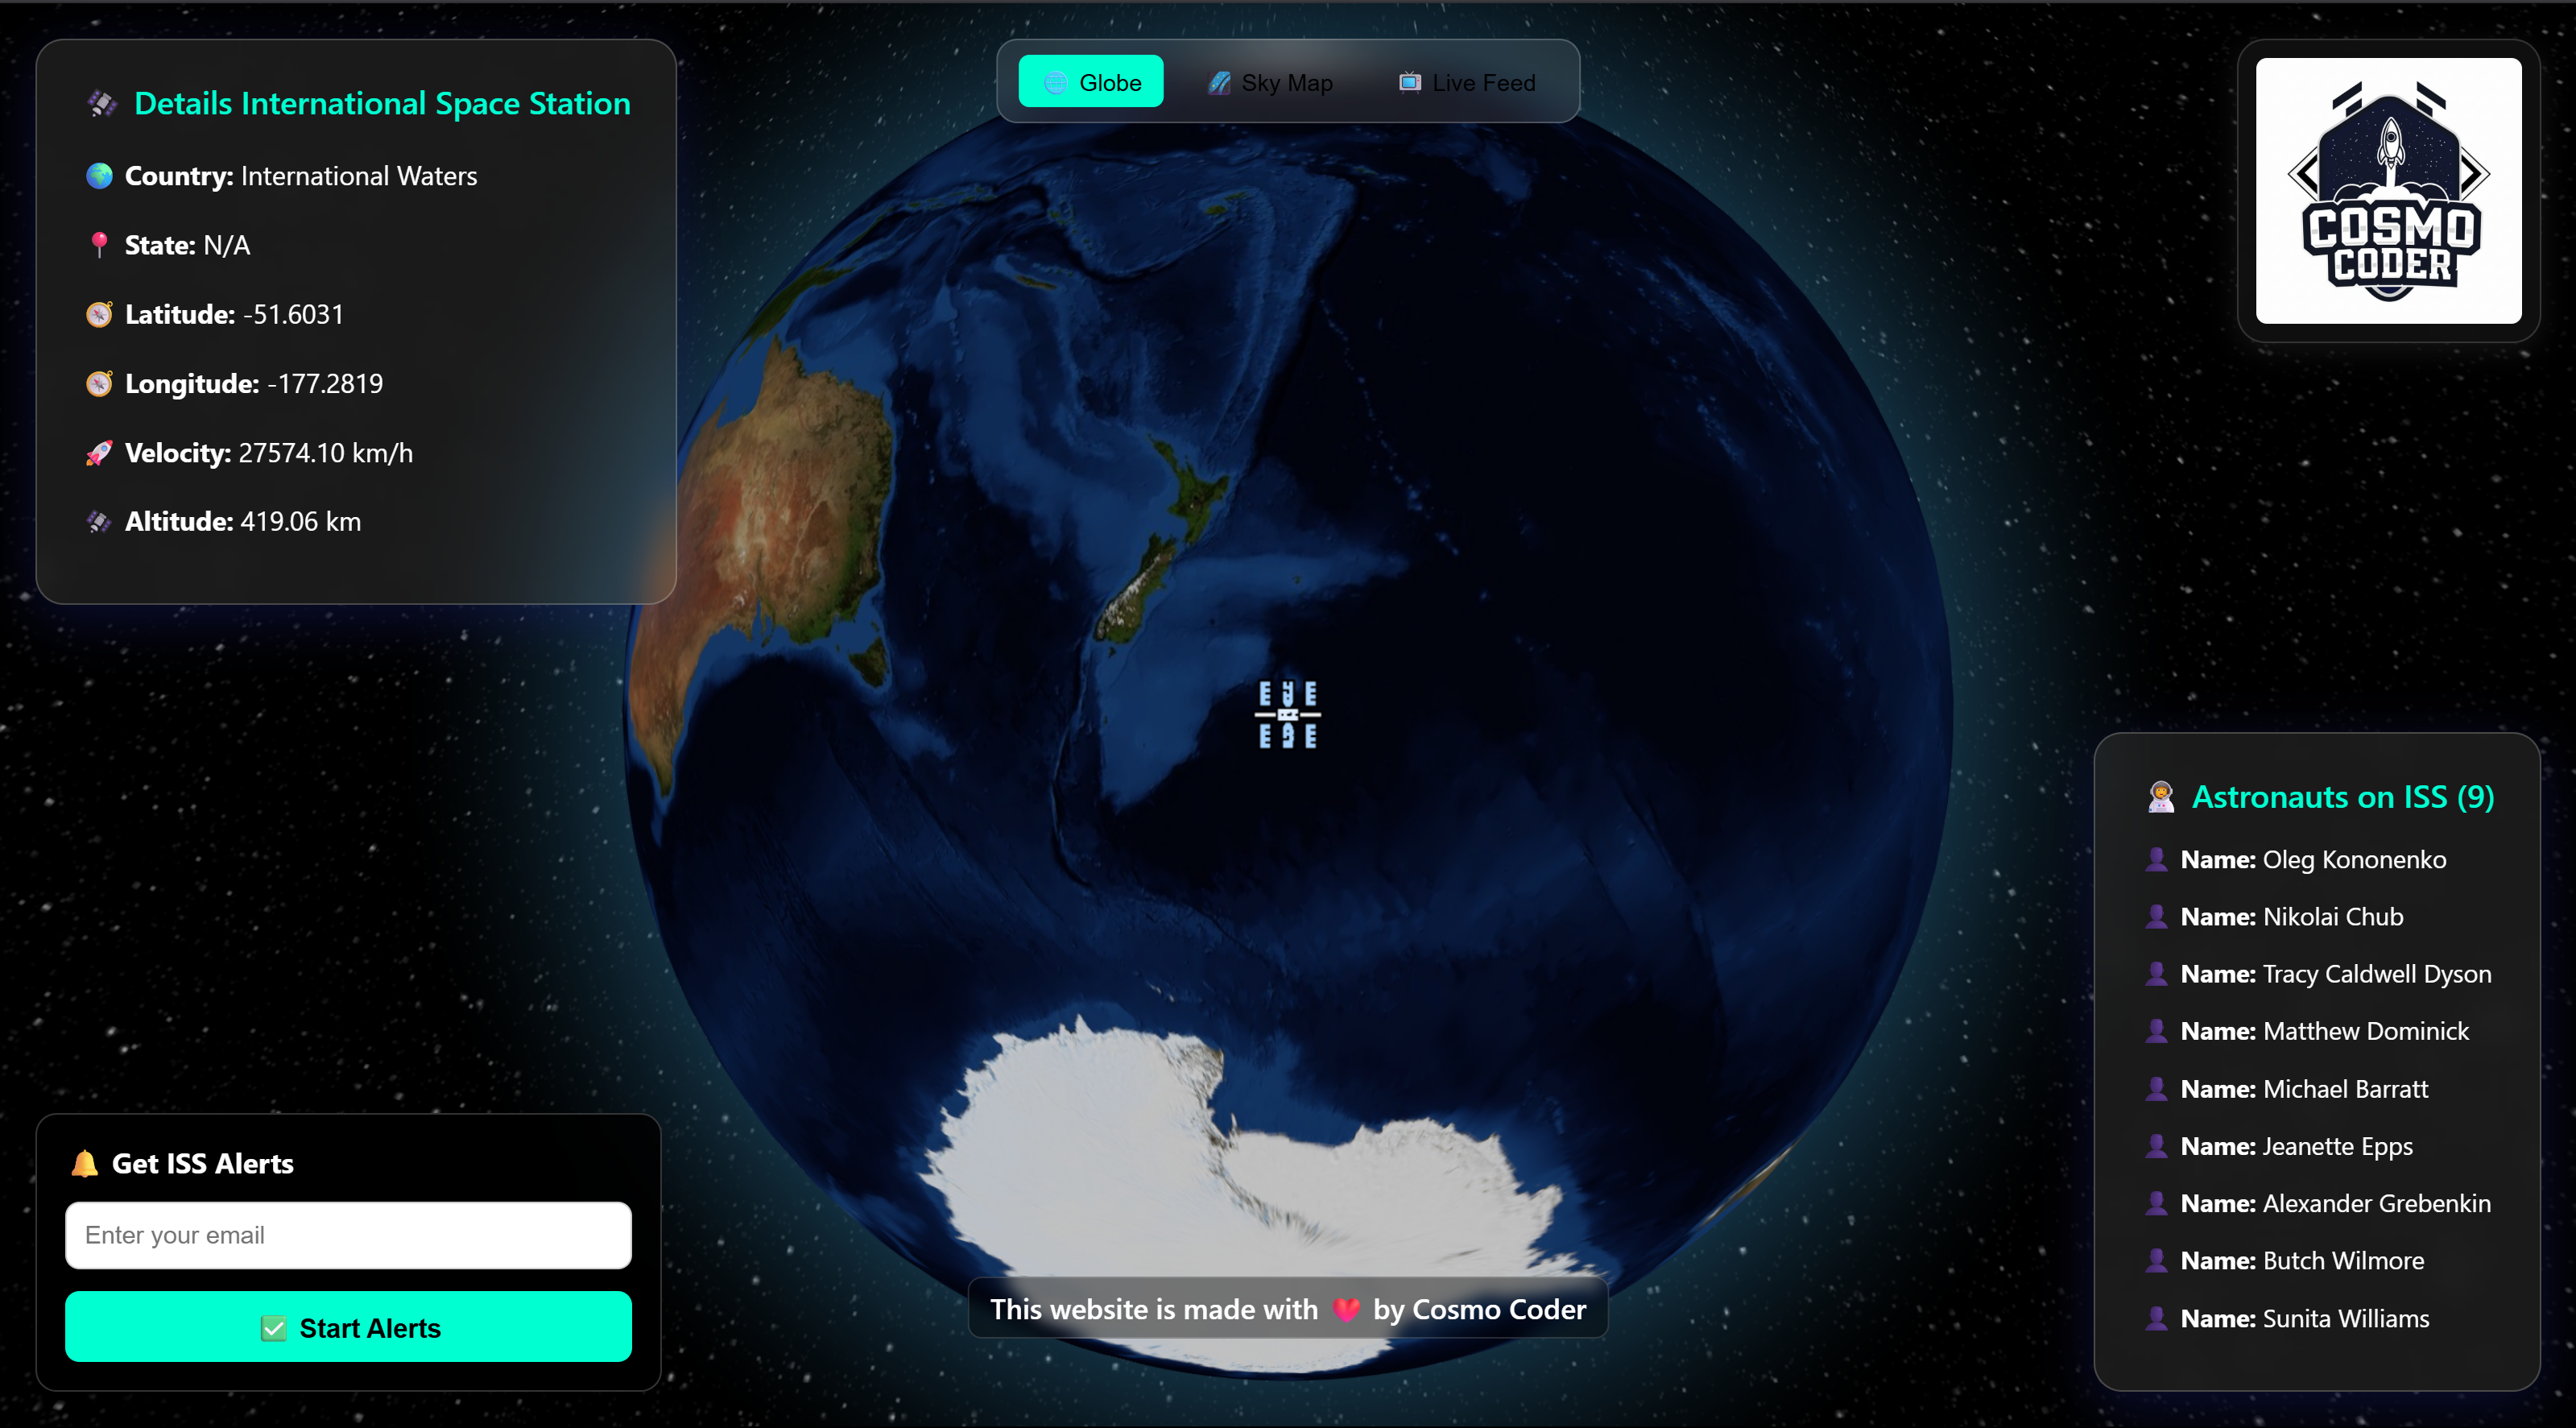 Details International Space Station
Country: International Waters
State: N/A
Latitude: -51.6031
Longitude: -177.2819
Velocity: 27574.10 km/h
Altitude: 419.06 km
Globe
Sky Map
Live Feed
COSMO
CODER
Get ISS Alerts
Enter your email
Start Alerts
This website is made with ❤️ by Cosmo Coder
Astronauts on ISS (9)
Name: Oleg Kononenko
Name: Nikolai Chub
Name: Tracy Caldwell Dyson
Name: Matthew Dominick
Name: Michael Barratt
Name: Jeanette Epps
Name: Alexander Grebenkin
Name: Butch Wilmore
Name: Sunita Williams